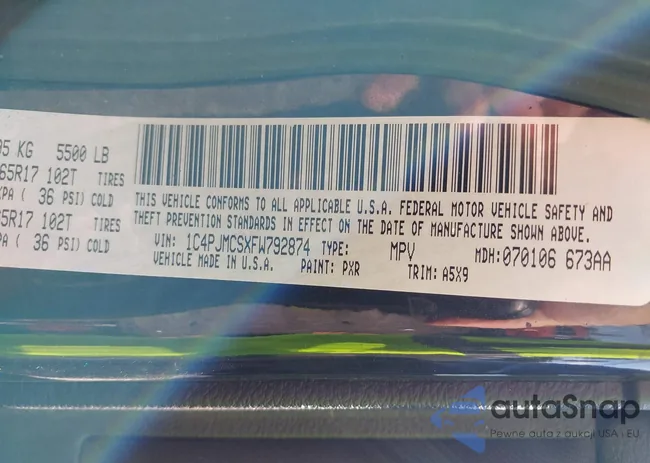 95 KG 5500 LB
65R17 102T TIRES
KPA ( 36 PSI) COLD
65R17 102T TIRES
KPA ( 36 PSI) COLD
THIS VEHICLE CONFORMS TO ALL APPLICABLE U.S.A. FEDERAL MOTOR VEHICLE SAFETY AND
THEFT PREVENTION STANDARDS IN EFFECT ON THE DATE OF MANUFACTURE SHOWN ABOVE.
VIN: 1C4PJMCSXFW792874 TYPE: MPV MDH: 070106 673AA
VEHICLE MADE IN U.S.A. PAINT: PXR TRIM: A5X9
autoSnap
Pewne auta z aukcji USA i EU